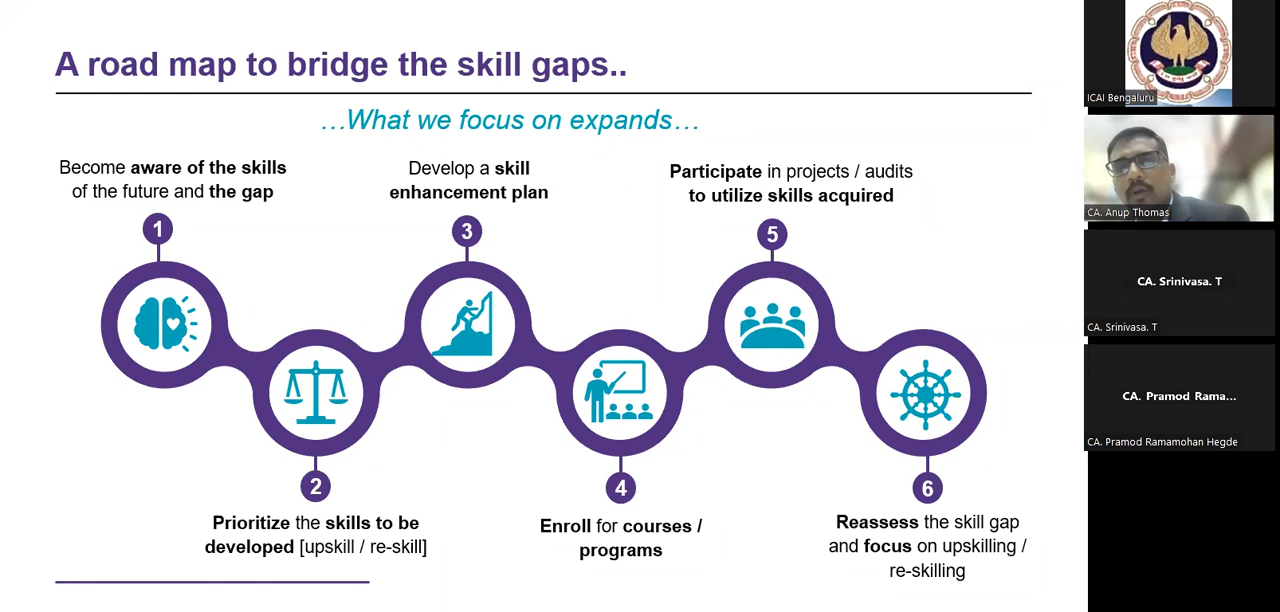 A road map to bridge the skill gaps..
…What we focus on expands…
Become aware of the skills
of the future and the gap
1
Prioritize the skills to be
developed [upskill / re-skill]
2
Develop a skill
enhancement plan
3
Enroll for courses /
programs
4
Participate in projects / audits
to utilize skills acquired
5
Reassess the skill gap
and focus on upskilling /
re-skilling
6
ICAI Bengaluru
CA. Anup Thomas
CA. Srinivasa. T
CA. Srinivasa. T
CA. Pramod Rama...
CA. Pramod Ramamohan Hegde